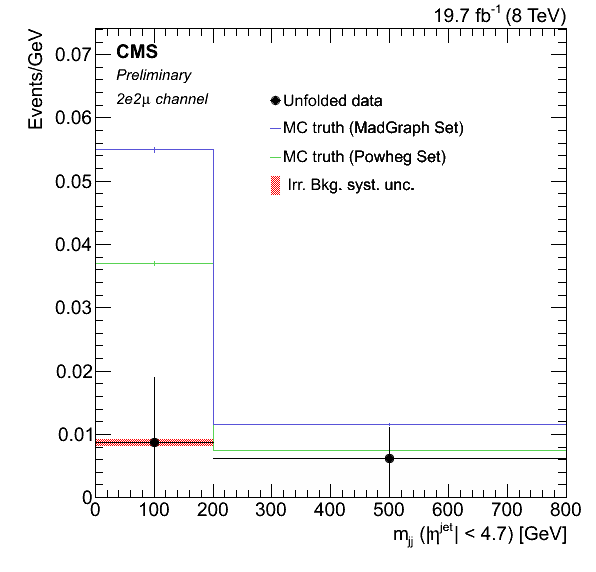 19.7 fb⁻¹ (8 TeV)
Events/GeV
0.07
0.06
0.05
0.04
0.03
0.02
0.01
0
CMS
Preliminary
2e2μ channel
Unfolded data
MC truth (MadGraph Set)
MC truth (Powheg Set)
Irr. Bkg. syst. unc.
0 100 200 300 400 500 600 700 800
m_jj (|η^jet| < 4.7) [GeV]